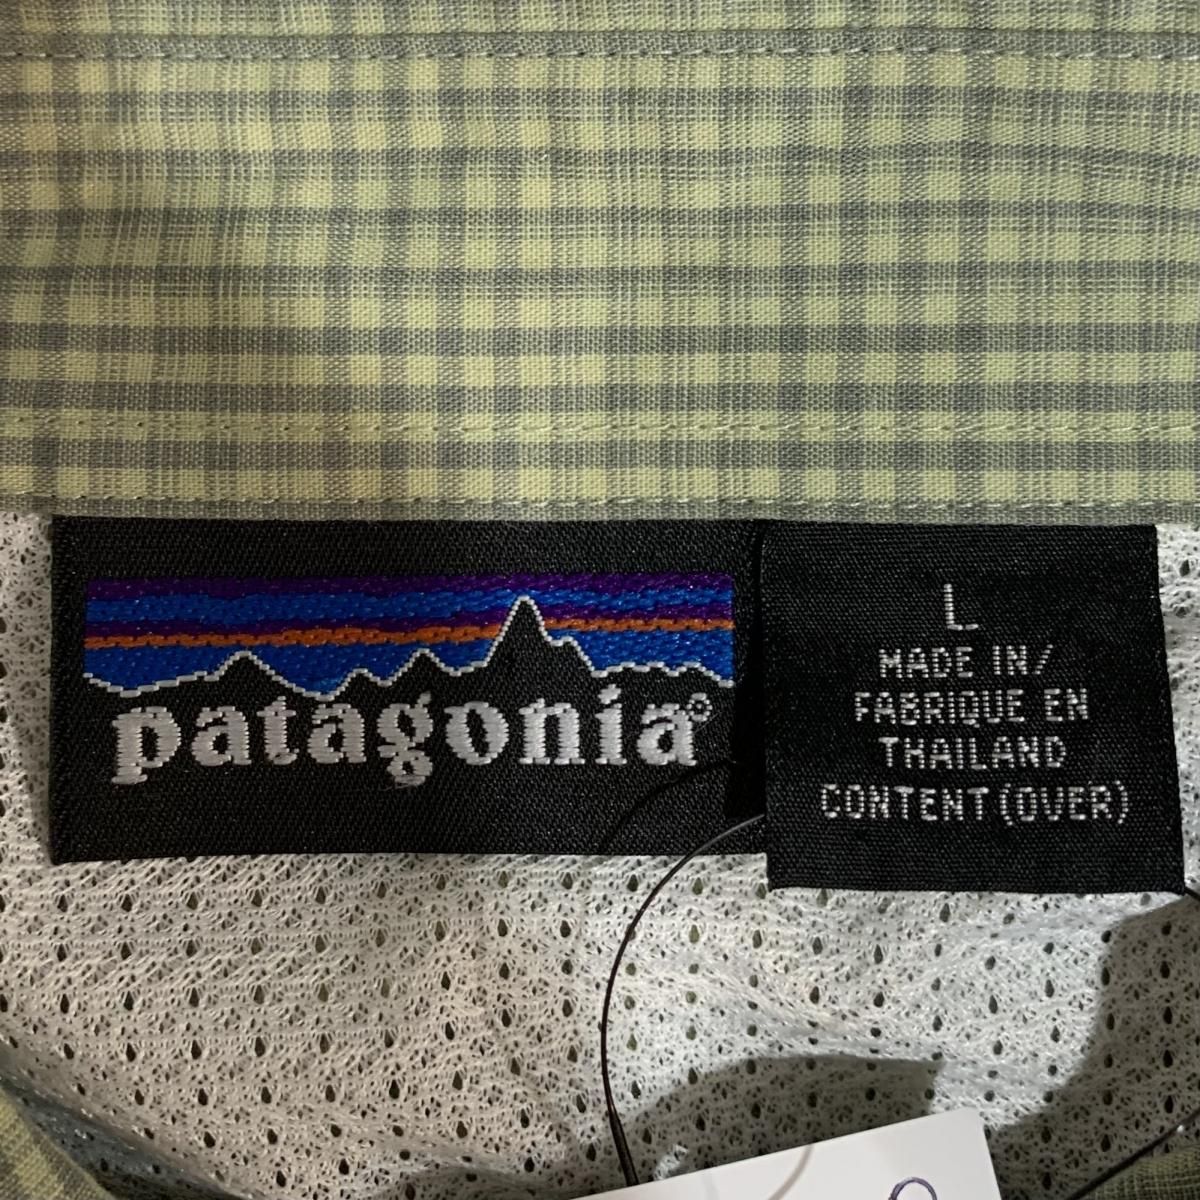 patagonia®
L
MADE IN/
FABRIQUE EN
THAILAND
CONTENT (OVER)